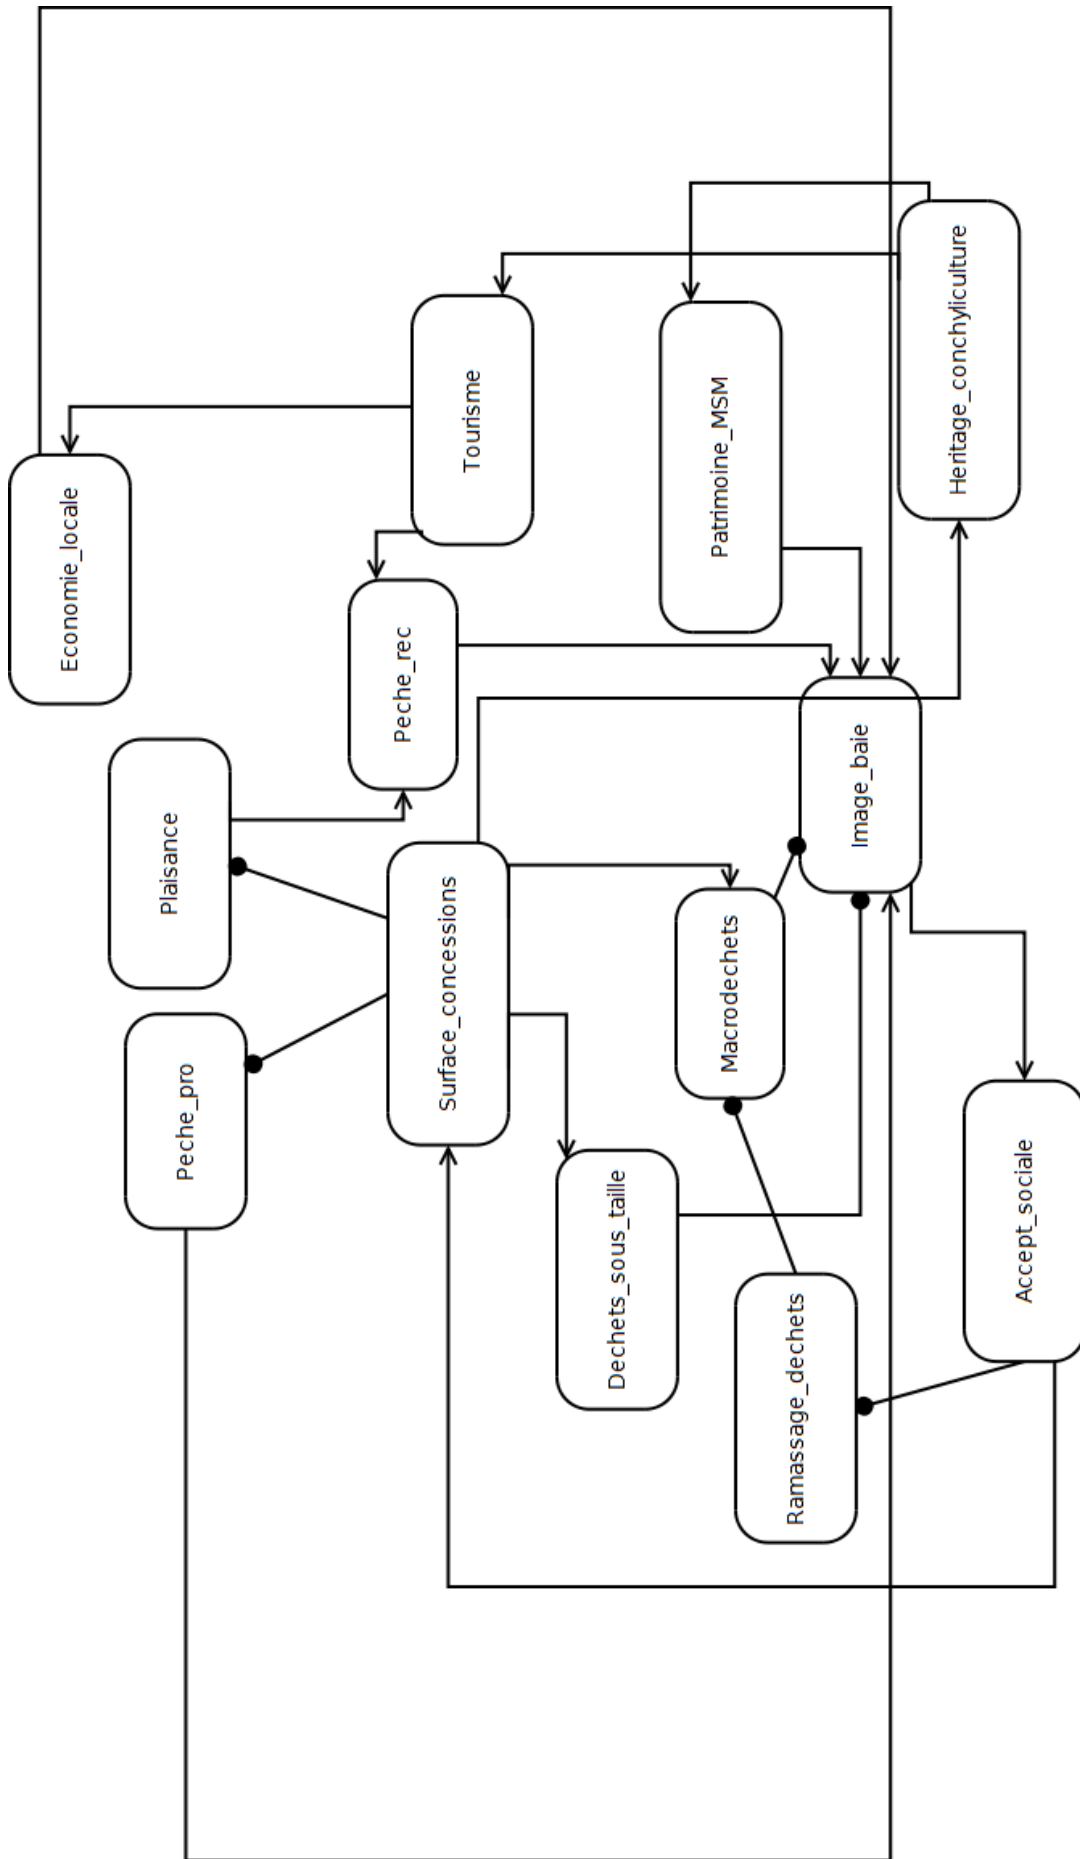 Economie_locale
Plaisance
Peche_pro
Tourisme
Peche_rec
Surface_concessions
Dechets_sous_taille
Patrimoine_MSM
Macrodechets
Ramassage_dechets
Image_baie
Heritage_conchyliculture
Accept_sociale